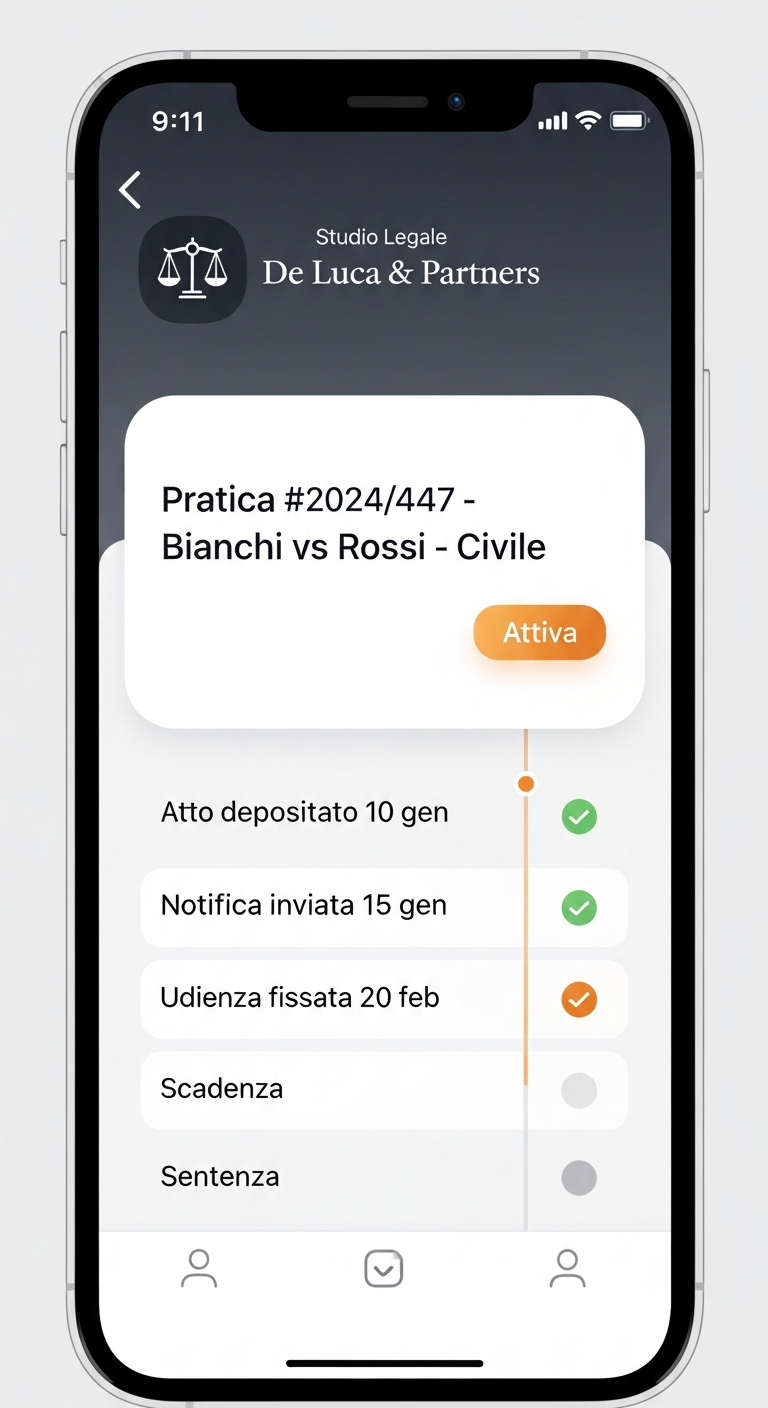 9:11
Studio Legale
De Luca & Partners
Pratica #2024/447 -
Bianchi vs Rossi - Civile
Attiva
Atto depositato 10 gen
Notifica inviata 15 gen
Udienza fissata 20 feb
Scadenza
Sentenza